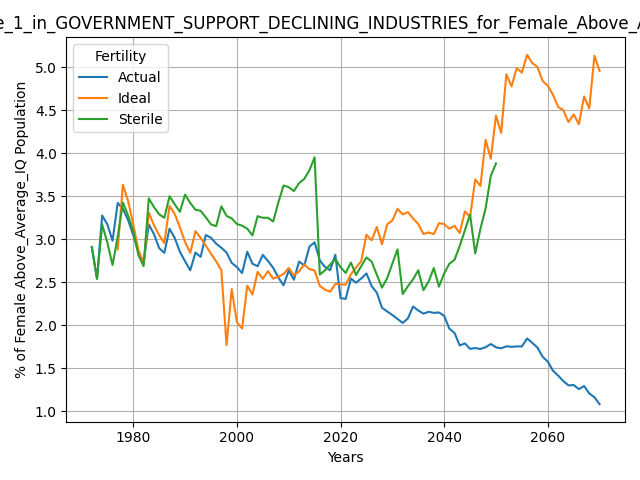 e_1_in_GOVERNMENT_SUPPORT_DECLINING_INDUSTRIES_for_Female_Above_A
Fertility
Actual
Ideal
Sterile
% of Female Above_Average_IQ Population
5.0
4.5
4.0
3.5
3.0
2.5
2.0
1.5
1.0
1980
2000
2020
2040
2060
Years